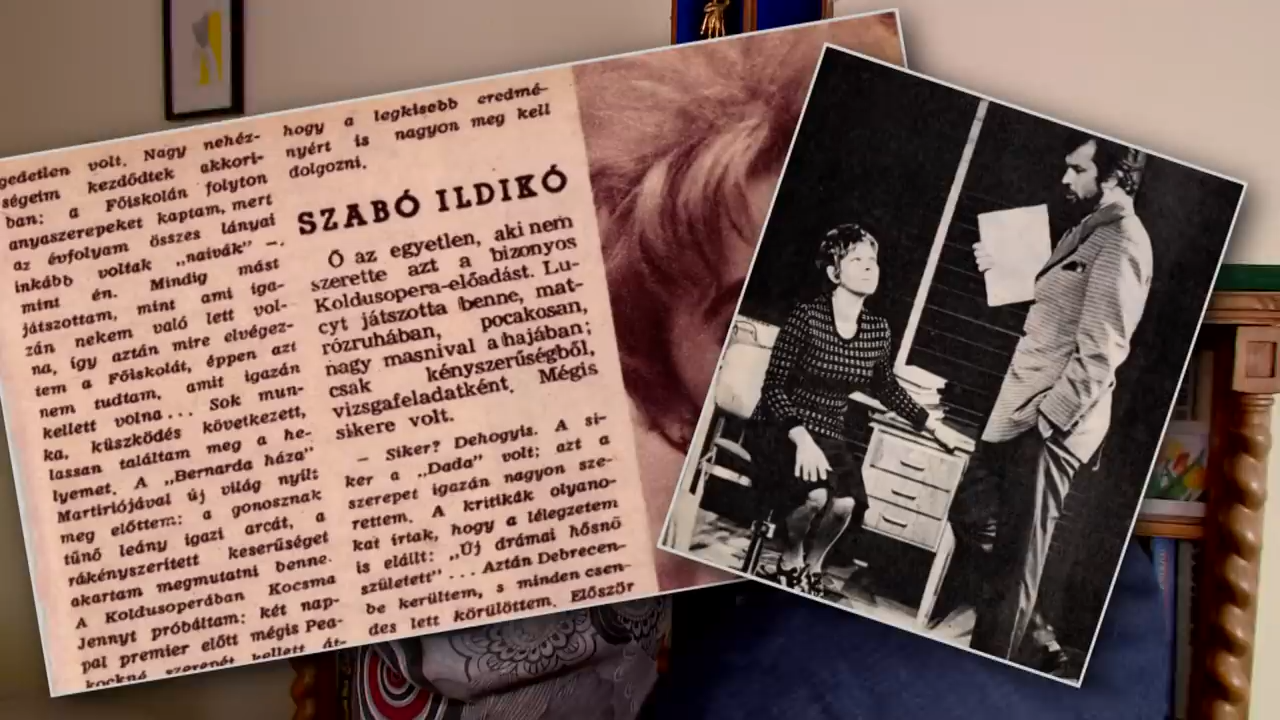 gedetlen volt. Nagy nehéz-
ségeim kezdődtek akkori-
ban: a Főiskolán folyton
anyaszerepeket kaptam, mert
az évfolyam összes lányai
inkább voltak „naivák" –,
mint én. Mindig mást
játszottam, mint ami iga-
zán nekem való lett vol-
na, így aztán mire elvégez-
tem a Főiskolát, éppen azt
nem tudtam, amit igazán
kellett volna... Sok mun-
ka, küszködés következett,
lassan találtam meg a he-
lyemet. A „Bernarda háza"
Martiriójával új világ nyílt
meg előttem: a gonosznak
tűnő leány igazi arcát, a
rákényszerített keserűséget
akartam megmutatni benne.
A Koldusoperában Kocsma
Jennyt próbáltam: két nap-
pal premier előtt mégis Pea-
kockné szerepét kellett át-
hogy a legkisebb eredmé-
nyért is nagyon meg kell
dolgozni.
SZABÓ ILDIKÓ
Ő az egyetlen, aki nem
szerette azt a bizonyos
Koldusopera-előadást. Lu-
cyt játszotta benne, mat-
rózruhában, pocakosan,
nagy masnival a hajában;
csak kényszerűségből,
vizsgafeladatként. Mégis
sikere volt.
– Siker? Dehogyis. A si-
ker a „Dada" volt; azt a
szerepet igazán nagyon sze-
rettem. A kritikák olyano-
kat írtak, hogy a lélegzetem
is elállt: „Új drámai hősnő
született" ... Aztán Debrecen-
be kerültem, s minden csen-
des lett körülöttem. Először